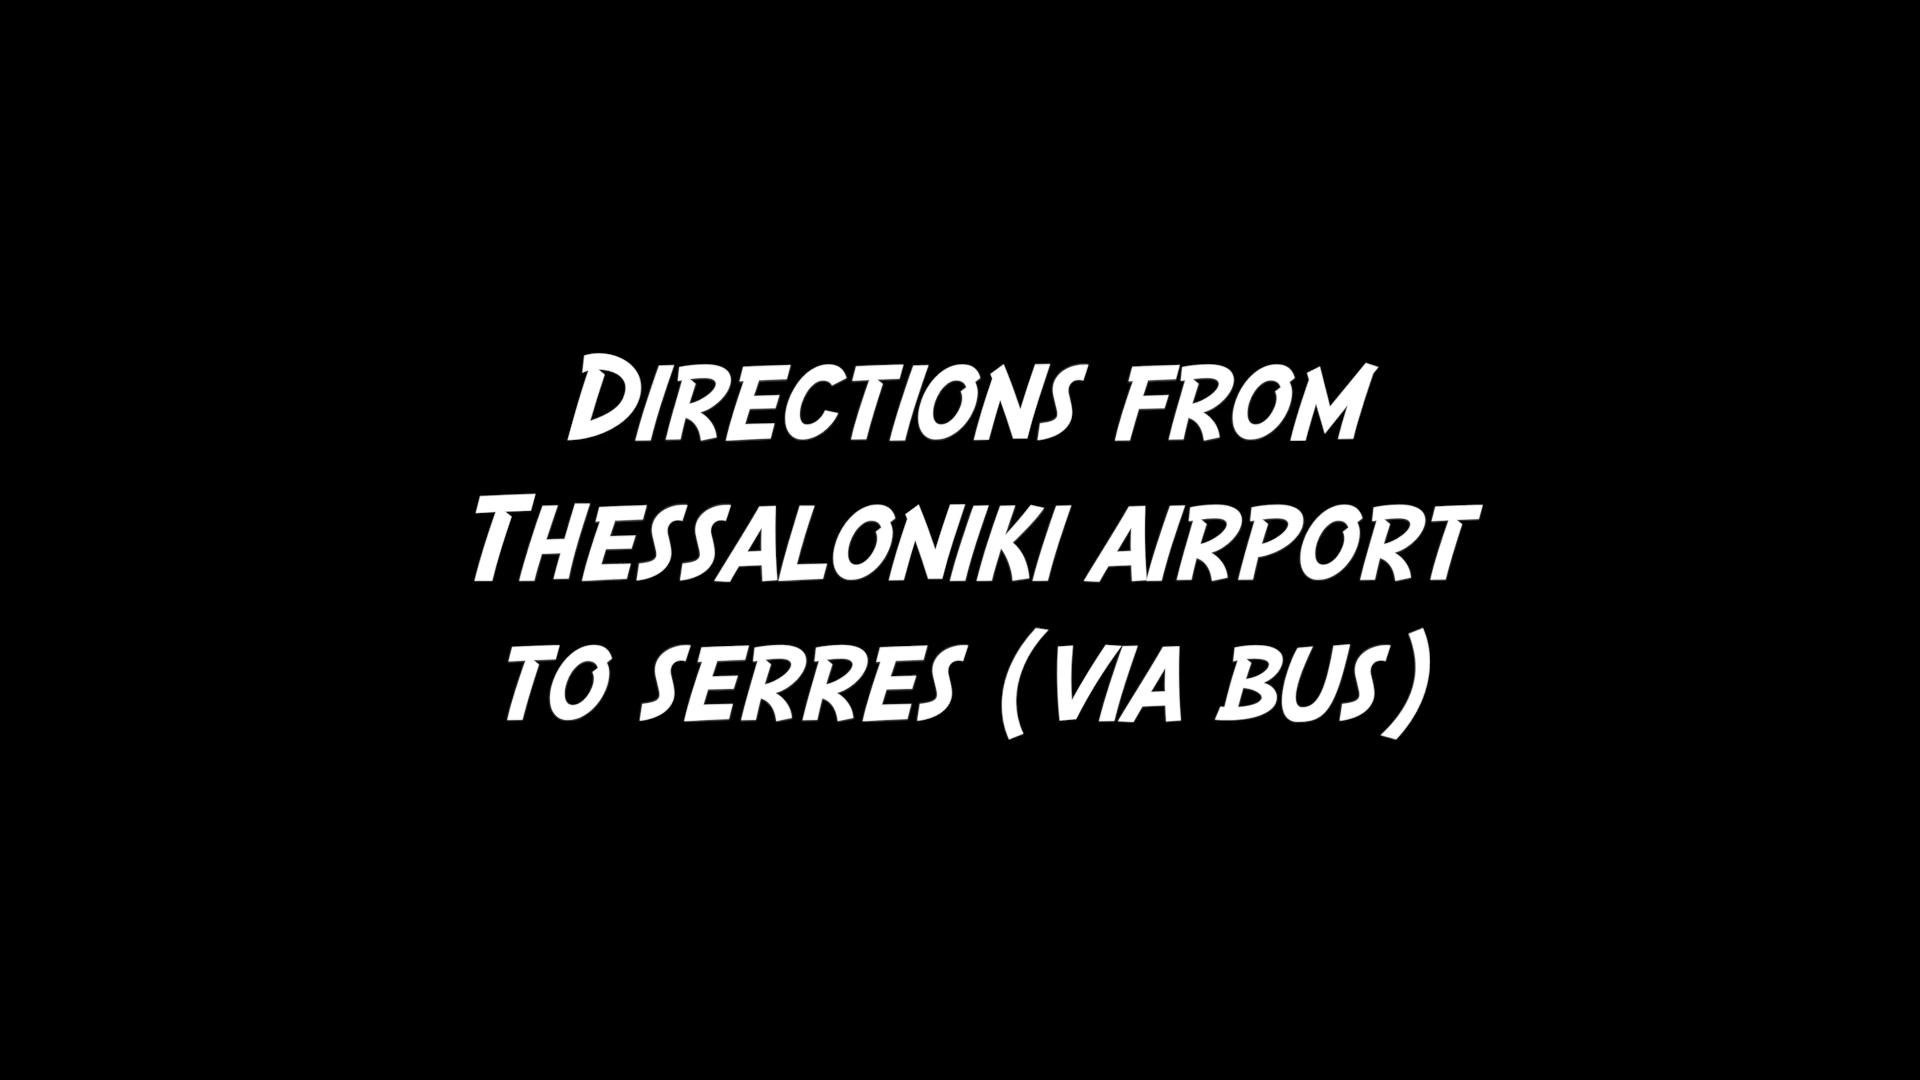 Directions from
Thessaloniki airport
to serres (via bus)